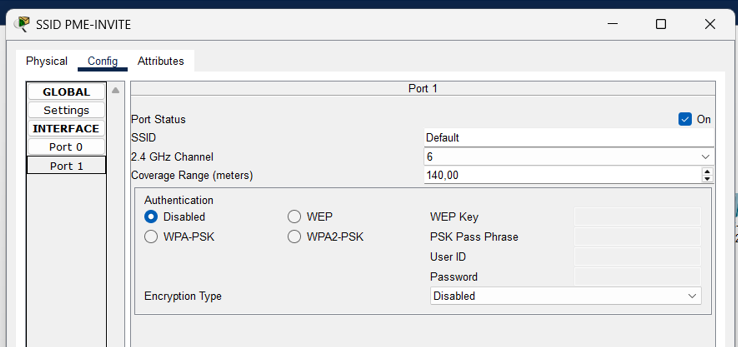 SSID PME-INVITE
Physical Config Attributes
GLOBAL
Settings
INTERFACE
Port 0
Port 1
Port 1
Port Status On
SSID Default
2.4 GHz Channel 6
Coverage Range (meters) 140,00
Authentication
Disabled WEP WEP Key
WPA-PSK WPA2-PSK PSK Pass Phrase
User ID
Password
Encryption Type Disabled